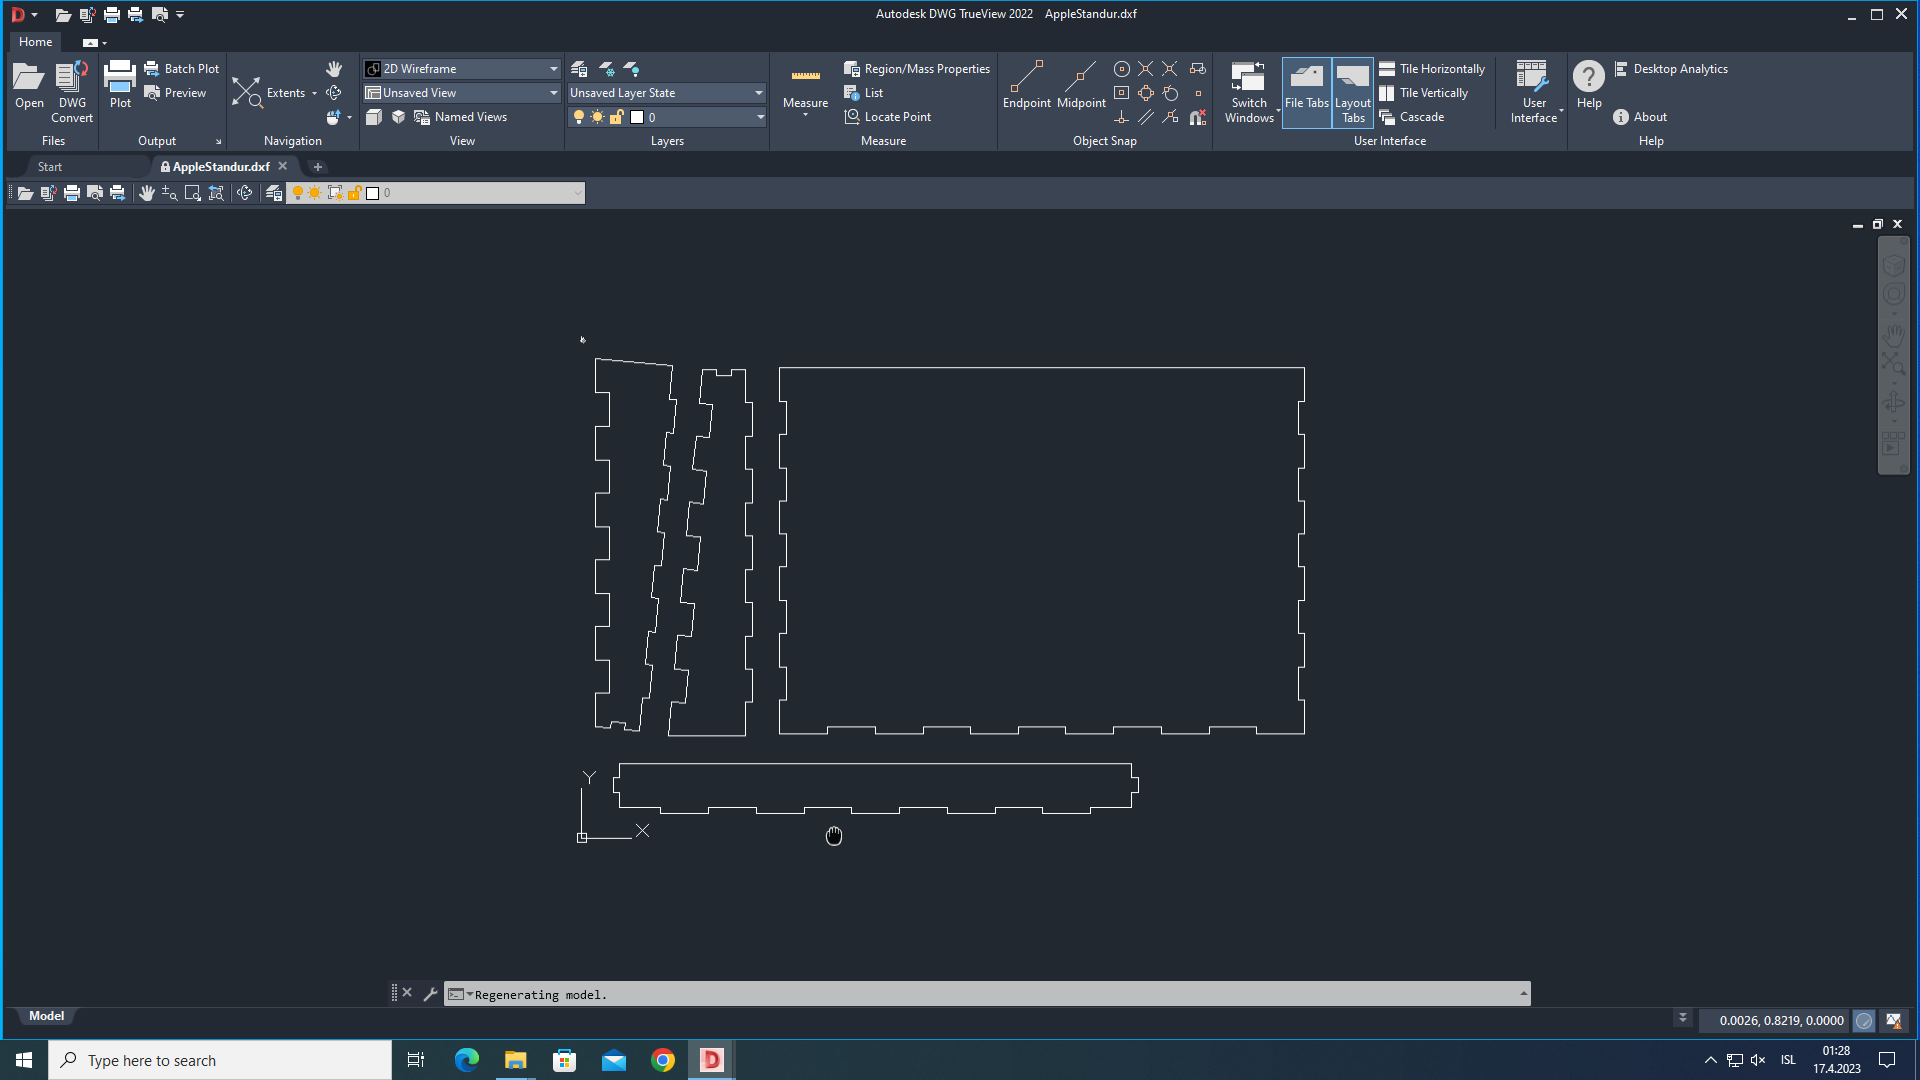 Autodesk DWG TrueView 2022 AppleStandur.dxf
Home
Open
DWG Convert
Files
Plot
Batch Plot
Preview
Output
Extents
Navigation
2D Wireframe
Unsaved View
Named Views
View
Unsaved Layer State
0
Layers
Measure
Region/Mass Properties
List
Locate Point
Measure
Endpoint
Midpoint
Object Snap
Switch Windows
File Tabs
Layout Tabs
Tile Horizontally
Tile Vertically
Cascade
User Interface
User Interface
Help
Desktop Analytics
About
Help
Start
AppleStandur.dxf
0
Y
X
Regenerating model.
Model
0.0026, 0.8219, 0.0000
Type here to search
ISL
01:28
17.4.2023